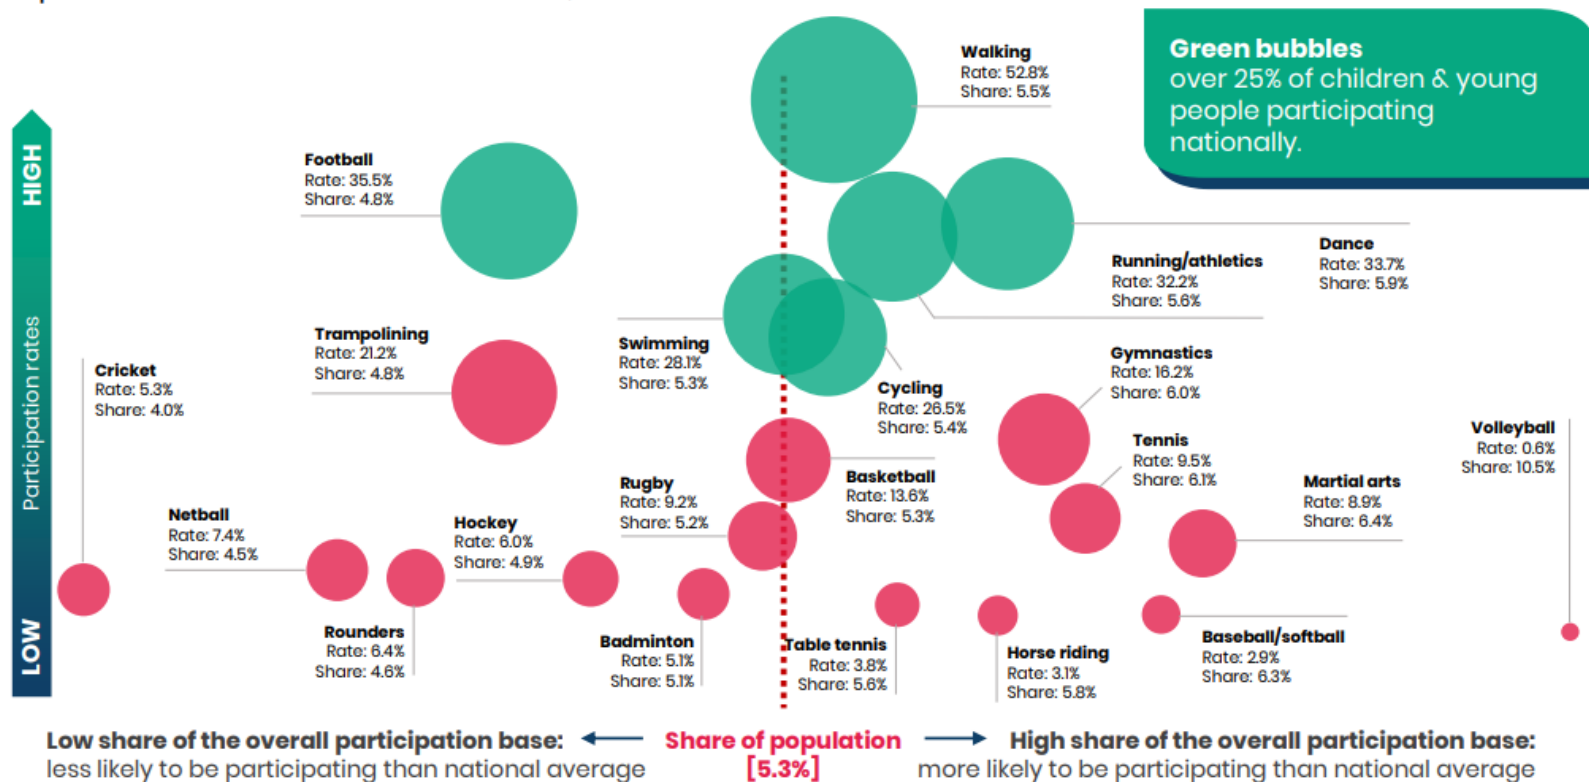 Walking
Rate: 52.8%
Share: 5.5%
Green bubbles
over 25% of children & young
people participating
nationally.
HIGH
Participation rates
LOW
Football
Rate: 35.5%
Share: 4.8%
Dance
Rate: 33.7%
Share: 5.9%
Running/athletics
Rate: 32.2%
Share: 5.6%
Trampolining
Rate: 21.2%
Share: 4.8%
Swimming
Rate: 28.1%
Share: 5.3%
Cricket
Rate: 5.3%
Share: 4.0%
Cycling
Rate: 26.5%
Share: 5.4%
Gymnastics
Rate: 16.2%
Share: 6.0%
Tennis
Rate: 9.5%
Share: 6.1%
Volleyball
Rate: 0.6%
Share: 10.5%
Martial arts
Rate: 8.9%
Share: 6.4%
Basketball
Rate: 13.6%
Share: 5.3%
Rugby
Rate: 9.2%
Share: 5.2%
Netball
Rate: 7.4%
Share: 4.5%
Hockey
Rate: 6.0%
Share: 4.9%
Rounders
Rate: 6.4%
Share: 4.6%
Badminton
Rate: 5.1%
Share: 5.1%
Table tennis
Rate: 3.8%
Share: 5.6%
Horse riding
Rate: 3.1%
Share: 5.8%
Baseball/softball
Rate: 2.9%
Share: 6.3%
Low share of the overall participation base:
less likely to be participating than national average
Share of population
[5.3%]
High share of the overall participation base:
more likely to be participating than national average